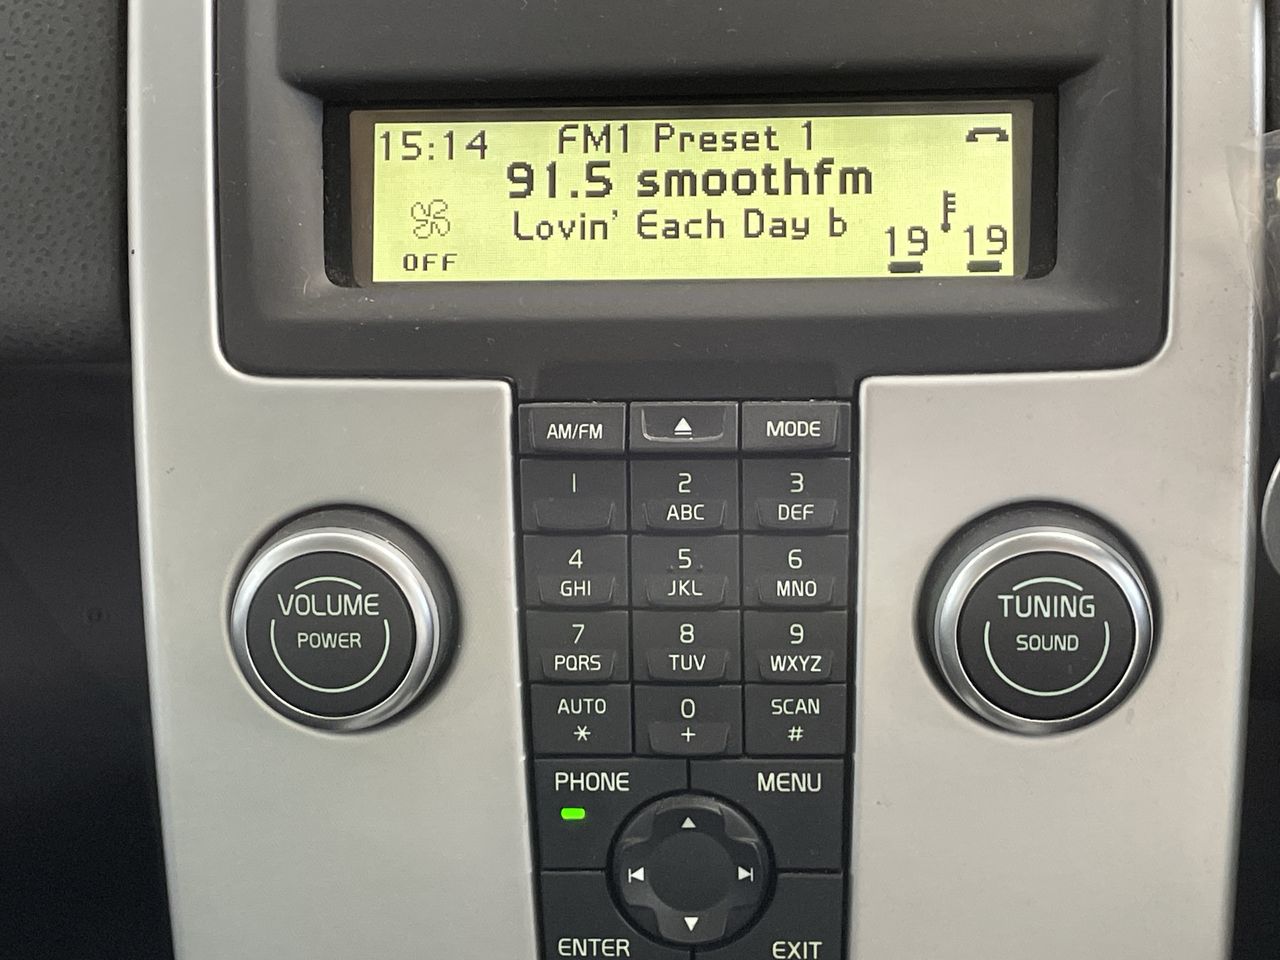 15:14 FM1 Preset 1
91.5 smoothfm
Lovin' Each Day b
19 19
OFF
AM/FM MODE
1 2 3
ABC DEF
4 5 6
GHI JKL MNO
7 8 9
PQRS TUV WXYZ
AUTO 0 SCAN
* + #
VOLUME
POWER
TUNING
SOUND
PHONE MENU
ENTER EXIT